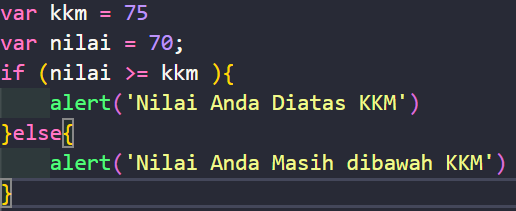 var kkm = 75
var nilai = 70;
if (nilai >= kkm ){
    alert('Nilai Anda Diatas KKM')
}else{
    alert('Nilai Anda Masih dibawah KKM')
}